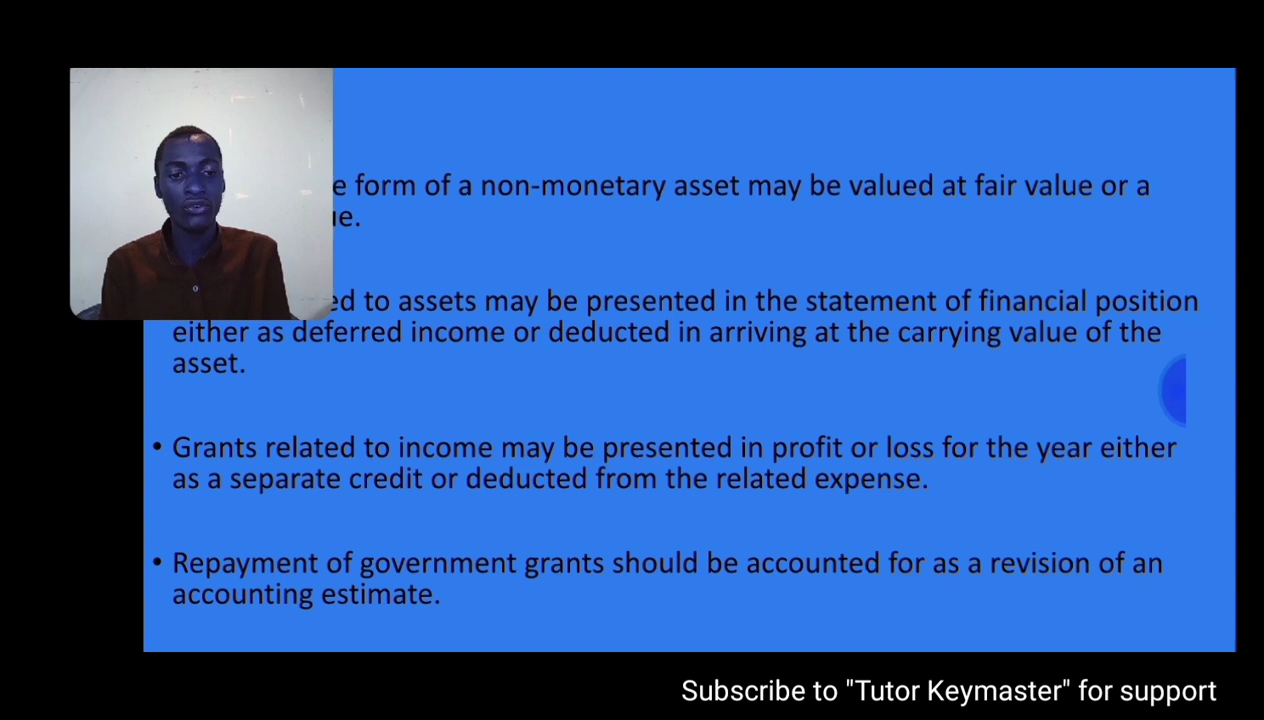 form of a non-monetary asset may be valued at fair value or a
to assets may be presented in the statement of financial position
either as deferred income or deducted in arriving at the carrying value of the
asset.
• Grants related to income may be presented in profit or loss for the year either
as a separate credit or deducted from the related expense.
• Repayment of government grants should be accounted for as a revision of an
accounting estimate.
Subscribe to "Tutor Keymaster" for support